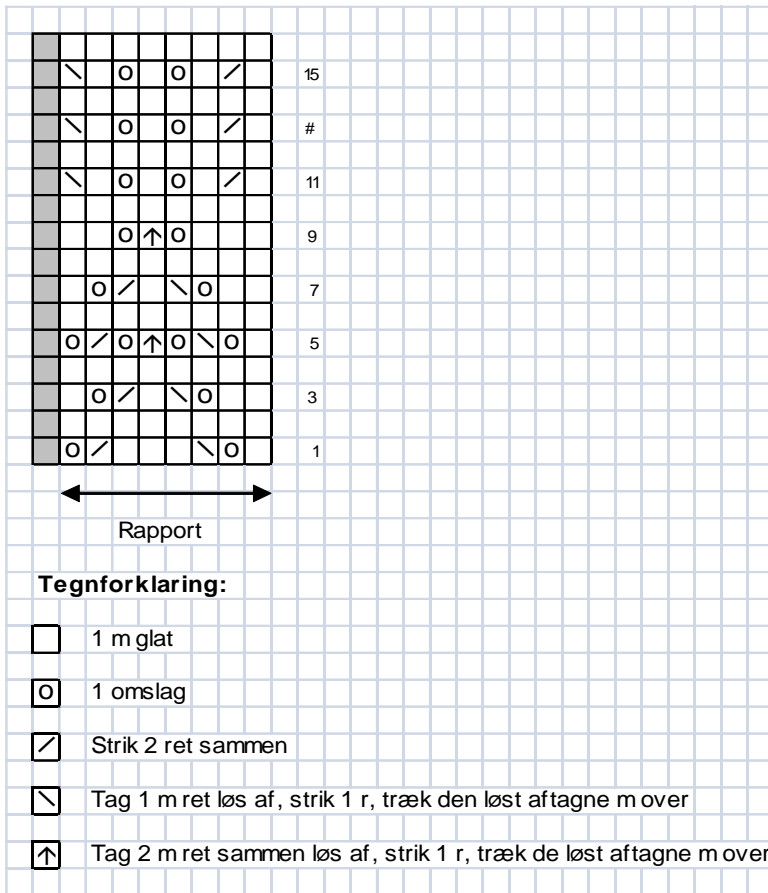 \ O O / 15
\ O O / #
\ O O / 11
O ↑ O 9
O / \ O 7
O / O ↑ O \ O 5
O / \ O 3
O / \ O 1
Rapport
Tegnforklaring:
1 m glat
O 1 omslag
/ Strik 2 ret sammen
\ Tag 1 m ret løs af, strik 1 r, træk den løst aftagne m over
↑ Tag 2 m ret sammen løs af, strik 1 r, træk de løst aftagne m over